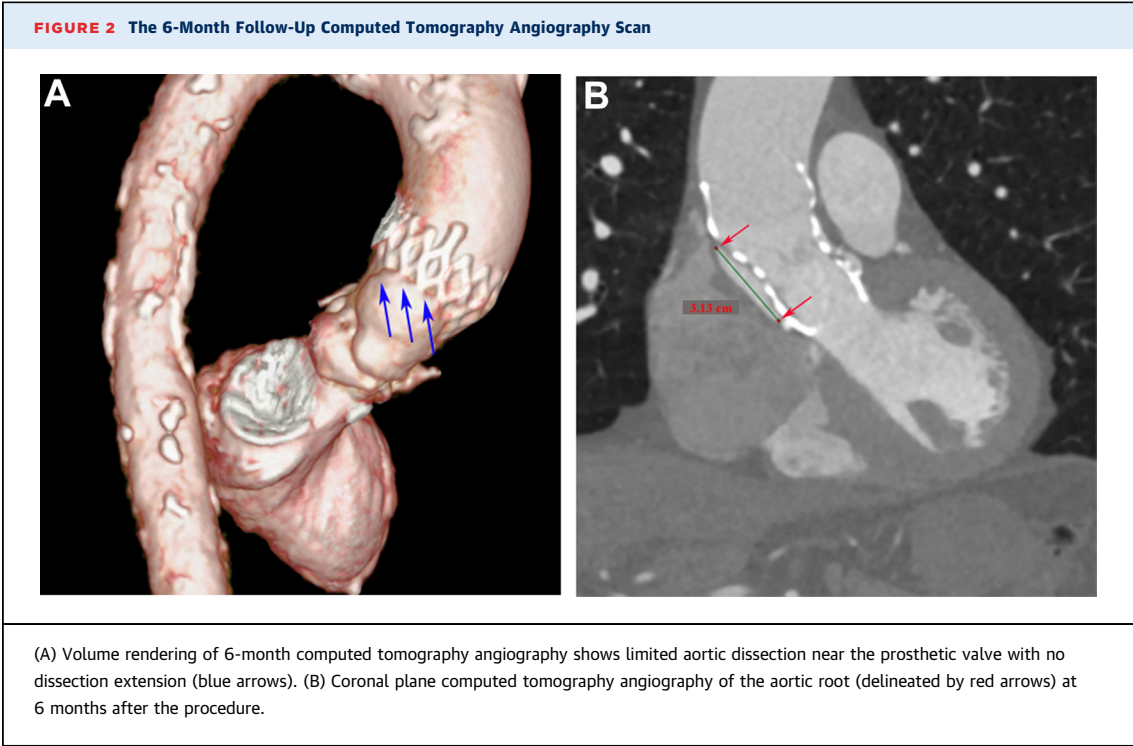 FIGURE 2 The 6-Month Follow-Up Computed Tomography Angiography Scan
A
B
3.13 cm
(A) Volume rendering of 6-month computed tomography angiography shows limited aortic dissection near the prosthetic valve with no
dissection extension (blue arrows). (B) Coronal plane computed tomography angiography of the aortic root (delineated by red arrows) at
6 months after the procedure.